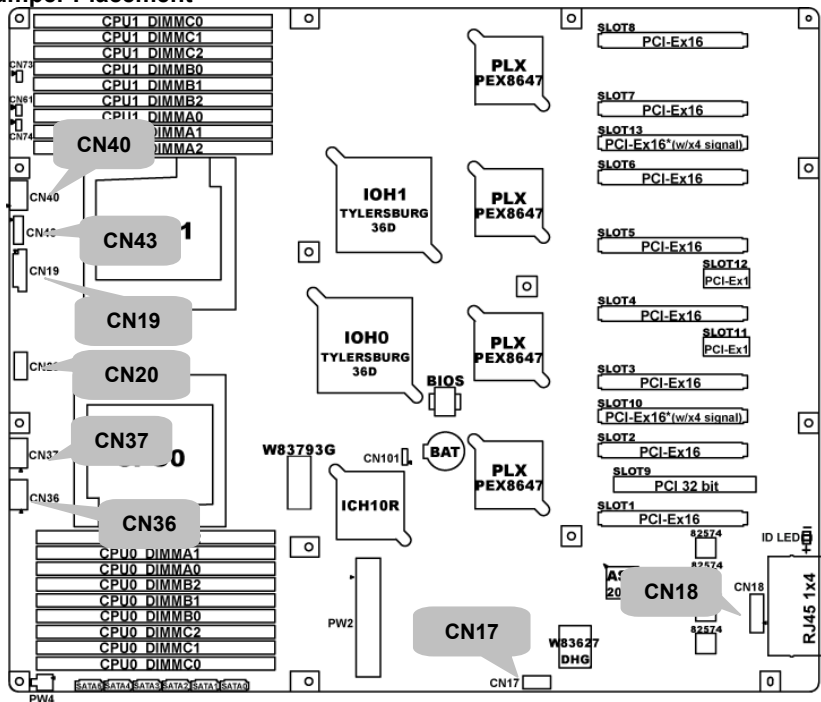 CPU1 DIMMC0
CPU1 DIMMC1
CPU1 DIMMC2
CPU1 DIMMB0
CPU1 DIMMB1
CPU1 DIMMB2
CPU1 DIMMA0
DIMMA1
DIMMA2
CN73
CN61
CN74
CN40
CN40
CN43
1
CN19
CN19
CN20
CN37
CN37
0
CN36
CN36
CPU0 DIMMA1
CPU0 DIMMA0
CPU0 DIMMB2
CPU0 DIMMB1
CPU0 DIMMB0
CPU0 DIMMC2
CPU0 DIMMC1
CPU0 DIMMC0
PW4
SATA5 SATA4 SATA3 SATA2 SATA1 SATA0
IOH1
TYLERSBURG
36D
IOH0
TYLERSBURG
36D
BIOS
W83793G
CN101
BAT
ICH10R
PW2
PLX
PEX8647
PLX
PEX8647
PLX
PEX8647
PLX
PEX8647
SLOT8
PCI-Ex16
SLOT7
PCI-Ex16
SLOT13
PCI-Ex16*(w/x4 signal)
SLOT6
PCI-Ex16
SLOT5
PCI-Ex16
SLOT12
PCI-Ex1
SLOT4
PCI-Ex16
SLOT11
PCI-Ex1
SLOT3
PCI-Ex16
SLOT10
PCI-Ex16*(w/x4 signal)
SLOT2
PCI-Ex16
SLOT9
PCI 32 bit
SLOT1
PCI-Ex16
82574
82574
82574
ID LED
CN18
CN18
RJ45 1x4
CN17
CN17
W83627
DHG